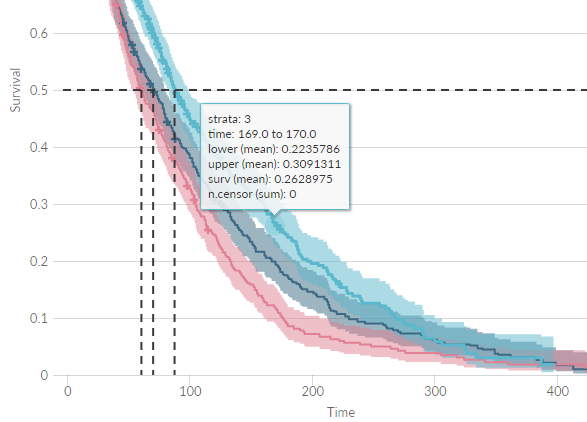 0.6
Survival
0.5
strata: 3
time: 169.0 to 170.0
lower (mean): 0.2235786
upper (mean): 0.3091311
surv (mean): 0.2628975
n.censor (sum): 0
0.4
0.3
0.2
0.1
0
0 100 200 300 400
Time